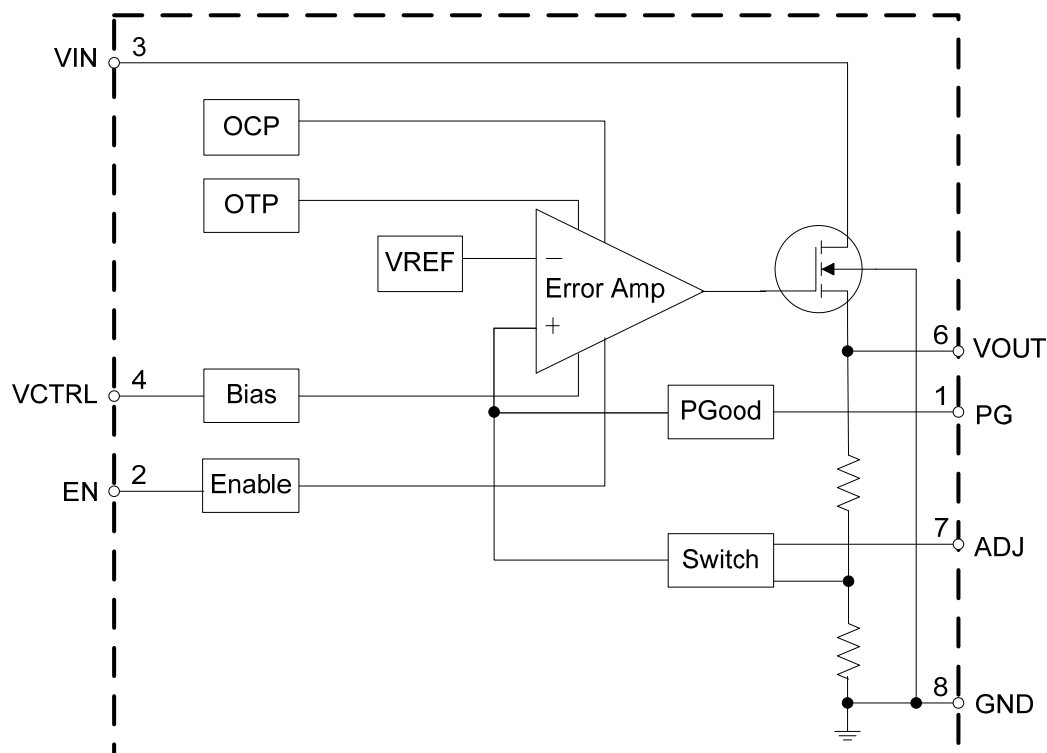 VIN 3
OCP
OTP
VREF
−
Error Amp
+
6 VOUT
VCTRL 4
Bias
PGood
1 PG
EN 2
Enable
7 ADJ
Switch
8 GND